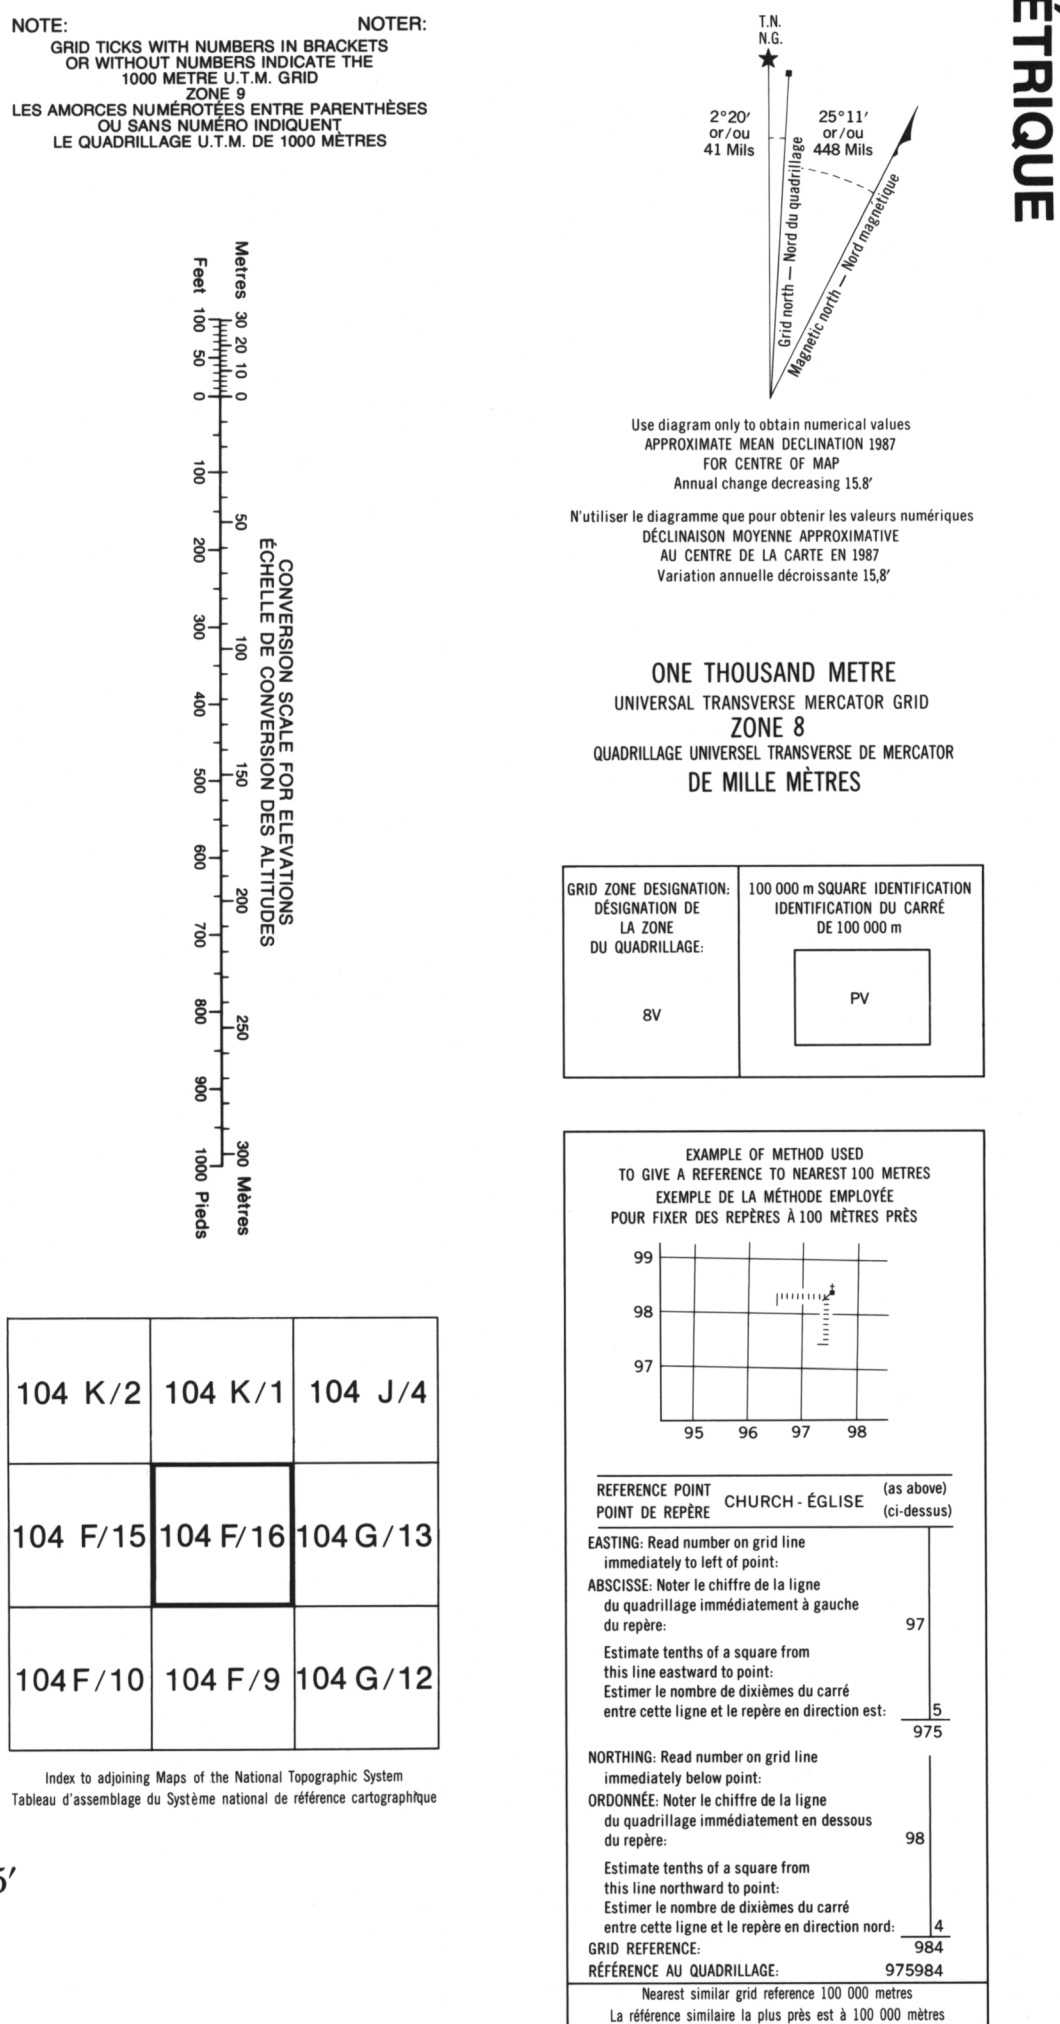 NOTE: NOTER:
GRID TICKS WITH NUMBERS IN BRACKETS
OR WITHOUT NUMBERS INDICATE THE
1000 METRE U.T.M. GRID
ZONE 9
LES AMORCES NUMÉROTÉES ENTRE PARENTHÈSES
OU SANS NUMÉRO INDIQUENT
LE QUADRILLAGE U.T.M. DE 1000 MÈTRES
Metres 30 20 10 0 50 100 150 200 250 300 Mètres
Feet 100 50 0 100 200 300 400 500 600 700 800 900 1000 Pieds
CONVERSION SCALE FOR ELEVATIONS
ÉCHELLE DE CONVERSION DES ALTITUDES
104 K/2 104 K/1 104 J/4
104 F/15 104 F/16 104 G/13
104 F/10 104 F/9 104 G/12
Index to adjoining Maps of the National Topographic System
Tableau d'assemblage du Système national de référence cartographique
5′
ÉTRIQUE
T.N.
N.G.
2°20′ 25°11′
or/ou or/ou
41 Mils 448 Mils
Grid north — Nord du quadrillage
Magnetic north — Nord magnétique
Use diagram only to obtain numerical values
APPROXIMATE MEAN DECLINATION 1987
FOR CENTRE OF MAP
Annual change decreasing 15.8′
N'utiliser le diagramme que pour obtenir les valeurs numériques
DÉCLINAISON MOYENNE APPROXIMATIVE
AU CENTRE DE LA CARTE EN 1987
Variation annuelle décroissante 15,8′
ONE THOUSAND METRE
UNIVERSAL TRANSVERSE MERCATOR GRID
ZONE 8
QUADRILLAGE UNIVERSEL TRANSVERSE DE MERCATOR
DE MILLE MÈTRES
GRID ZONE DESIGNATION:
DÉSIGNATION DE
LA ZONE
DU QUADRILLAGE:
8V
100 000 m SQUARE IDENTIFICATION
IDENTIFICATION DU CARRÉ
DE 100 000 m
PV
EXAMPLE OF METHOD USED
TO GIVE A REFERENCE TO NEAREST 100 METRES
EXEMPLE DE LA MÉTHODE EMPLOYÉE
POUR FIXER DES REPÈRES À 100 MÈTRES PRÈS
99
98
97
95 96 97 98
REFERENCE POINT
POINT DE REPÈRE
CHURCH - ÉGLISE
(as above)
(ci-dessus)
EASTING: Read number on grid line
immediately to left of point:
ABSCISSE: Noter le chiffre de la ligne
du quadrillage immédiatement à gauche
du repère: 97
Estimate tenths of a square from
this line eastward to point:
Estimer le nombre de dixièmes du carré
entre cette ligne et le repère en direction est: 5
975
NORTHING: Read number on grid line
immediately below point:
ORDONNÉE: Noter le chiffre de la ligne
du quadrillage immédiatement en dessous
du repère: 98
Estimate tenths of a square from
this line northward to point:
Estimer le nombre de dixièmes du carré
entre cette ligne et le repère en direction nord: 4
GRID REFERENCE: 984
RÉFÉRENCE AU QUADRILLAGE: 975984
Nearest similar grid reference 100 000 metres
La référence similaire la plus près est à 100 000 mètres